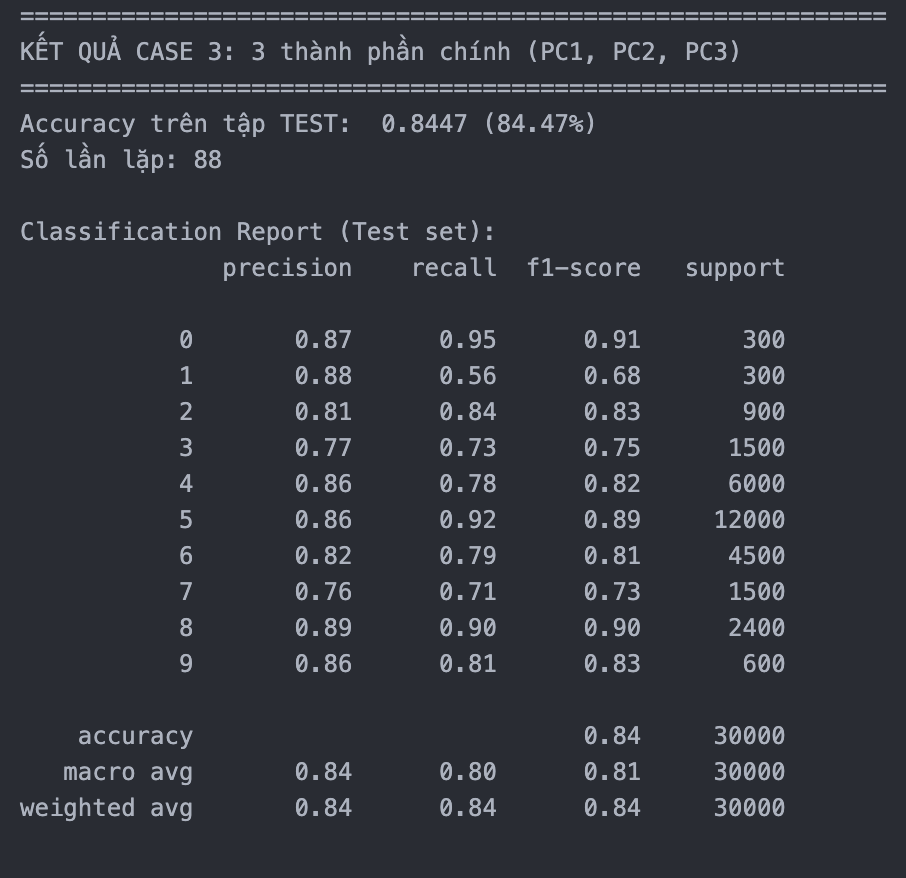 ============================================================
KẾT QUẢ CASE 3: 3 thành phần chính (PC1, PC2, PC3)
============================================================
Accuracy trên tập TEST:  0.8447 (84.47%)
Số lần lặp: 88
Classification Report (Test set):
              precision    recall  f1-score   support
           0       0.87      0.95      0.91       300
           1       0.88      0.56      0.68       300
           2       0.81      0.84      0.83       900
           3       0.77      0.73      0.75      1500
           4       0.86      0.78      0.82      6000
           5       0.86      0.92      0.89     12000
           6       0.82      0.79      0.81      4500
           7       0.76      0.71      0.73      1500
           8       0.89      0.90      0.90      2400
           9       0.86      0.81      0.83       600
    accuracy                           0.84     30000
   macro avg       0.84      0.80      0.81     30000
weighted avg       0.84      0.84      0.84     30000